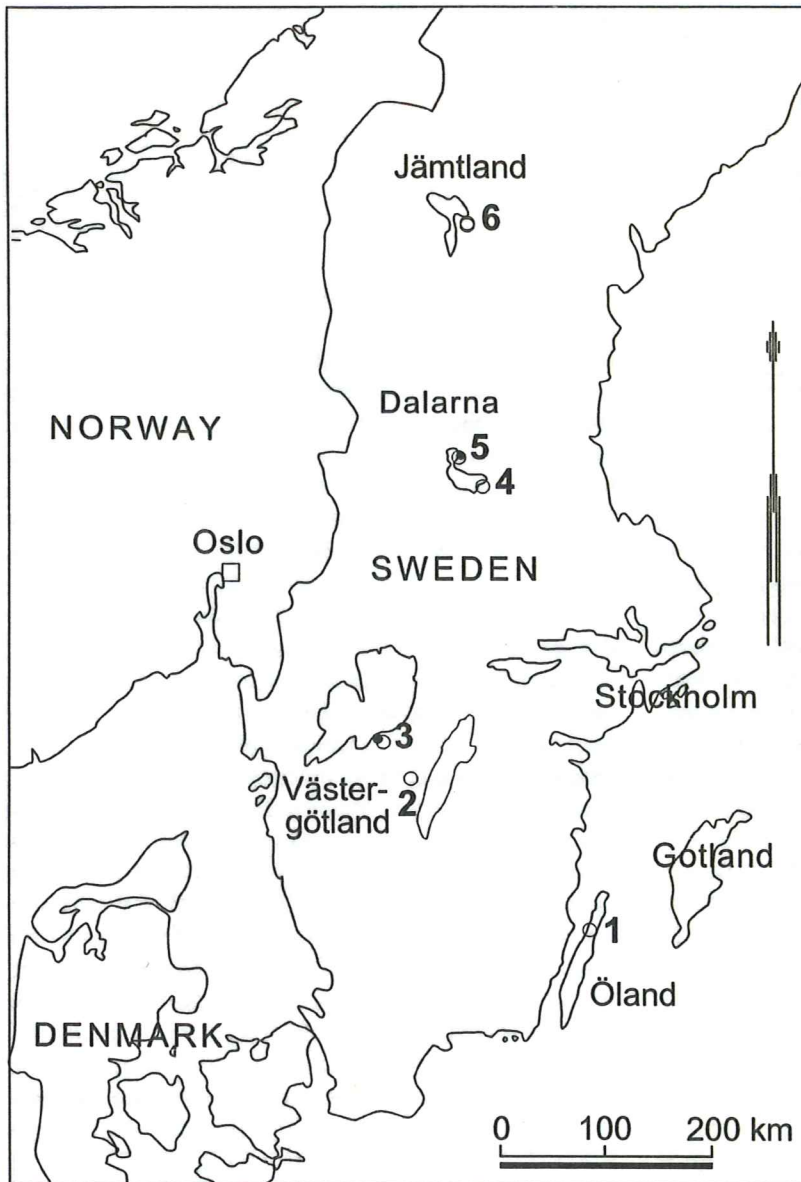 Jämtland
6
Dalarna
NORWAY
5
4
Oslo
SWEDEN
Stockholm
3
Väster-
götland
2
Gotland
1
Öland
DENMARK
0 100 200 km